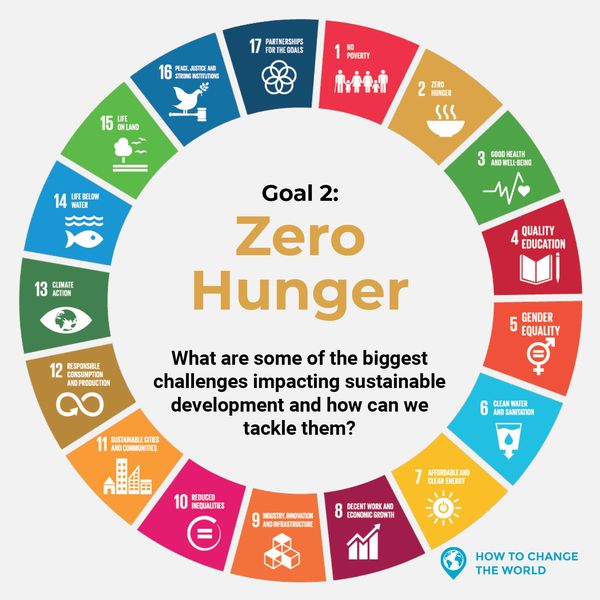 Goal 2:
Zero
Hunger
What are some of the biggest
challenges impacting sustainable
development and how can we
tackle them?
1 NO
POVERTY
2 ZERO
HUNGER
3 GOOD HEALTH
AND WELL-BEING
4 QUALITY
EDUCATION
5 GENDER
EQUALITY
6 CLEAN WATER
AND SANITATION
7 AFFORDABLE AND
CLEAN ENERGY
8 DECENT WORK AND
ECONOMIC GROWTH
9 INDUSTRY, INNOVATION
AND INFRASTRUCTURE
10 REDUCED
INEQUALITIES
11 SUSTAINABLE CITIES
AND COMMUNITIES
12 RESPONSIBLE
CONSUMPTION
AND PRODUCTION
13 CLIMATE
ACTION
14 LIFE BELOW
WATER
15 LIFE
ON LAND
16 PEACE, JUSTICE AND
STRONG INSTITUTIONS
17 PARTNERSHIPS
FOR THE GOALS
HOW TO CHANGE
THE WORLD